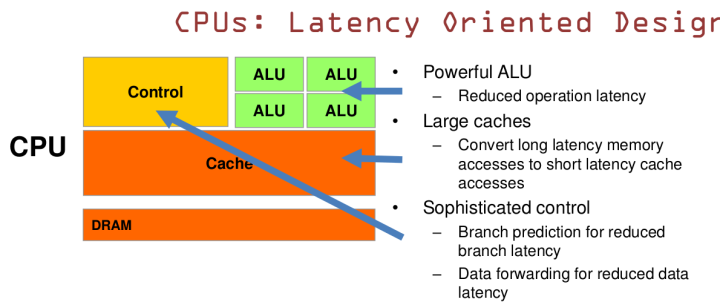 CPUs: Latency Oriented Design
Control
ALU
ALU
ALU
ALU
CPU
Cache
DRAM
• Powerful ALU
– Reduced operation latency
• Large caches
– Convert long latency memory
accesses to short latency cache
accesses
• Sophisticated control
– Branch prediction for reduced
branch latency
– Data forwarding for reduced data
latency